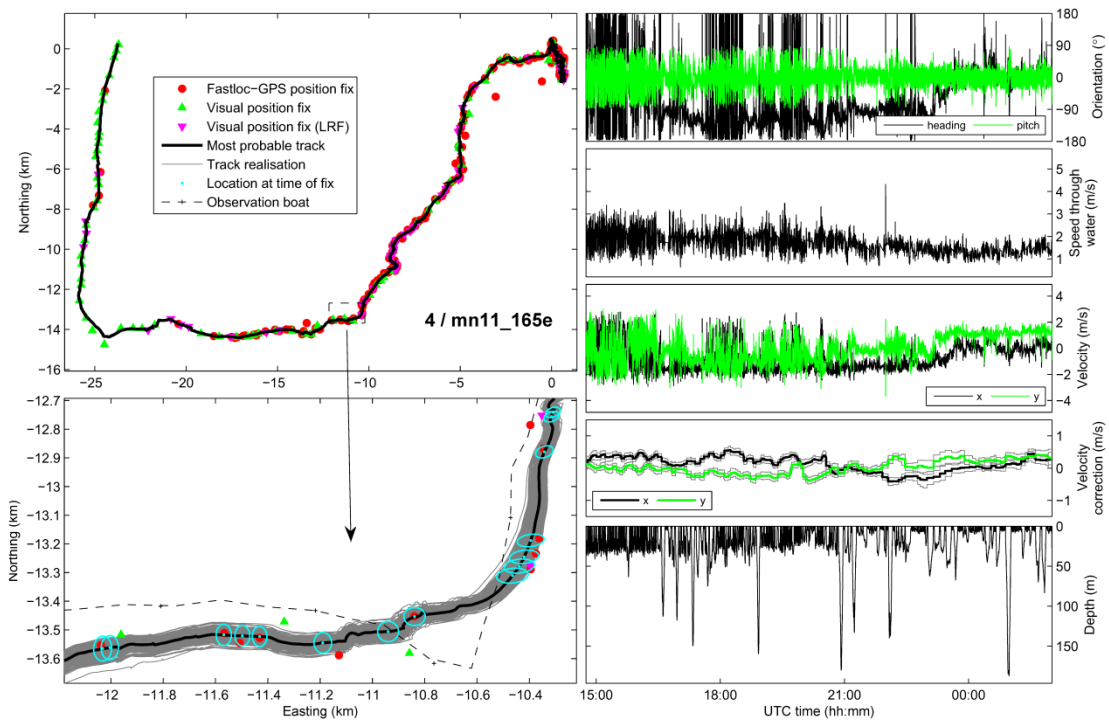 0
−2
−4
−6
−8
−10
−12
−14
−16
Northing (km)
Fastloc−GPS position fix
Visual position fix
Visual position fix (LRF)
Most probable track
Track realisation
Location at time of fix
Observation boat
4 / mn11_165e
−25 −20 −15 −10 −5 0
−12.7
−12.8
−12.9
−13
−13.1
−13.2
−13.3
−13.4
−13.5
−13.6
Northing (km)
−12 −11.8 −11.6 −11.4 −11.2 −11 −10.8 −10.6 −10.4
Easting (km)
180
90
0
−90
−180
Orientation (°)
heading pitch
5
4
3
2
1
Speed through
water (m/s)
4
2
0
−2
−4
Velocity (m/s)
x y
1
0
−1
Velocity
correction (m/s)
x y
0
50
100
150
Depth (m)
15:00 18:00 21:00 00:00
UTC time (hh:mm)